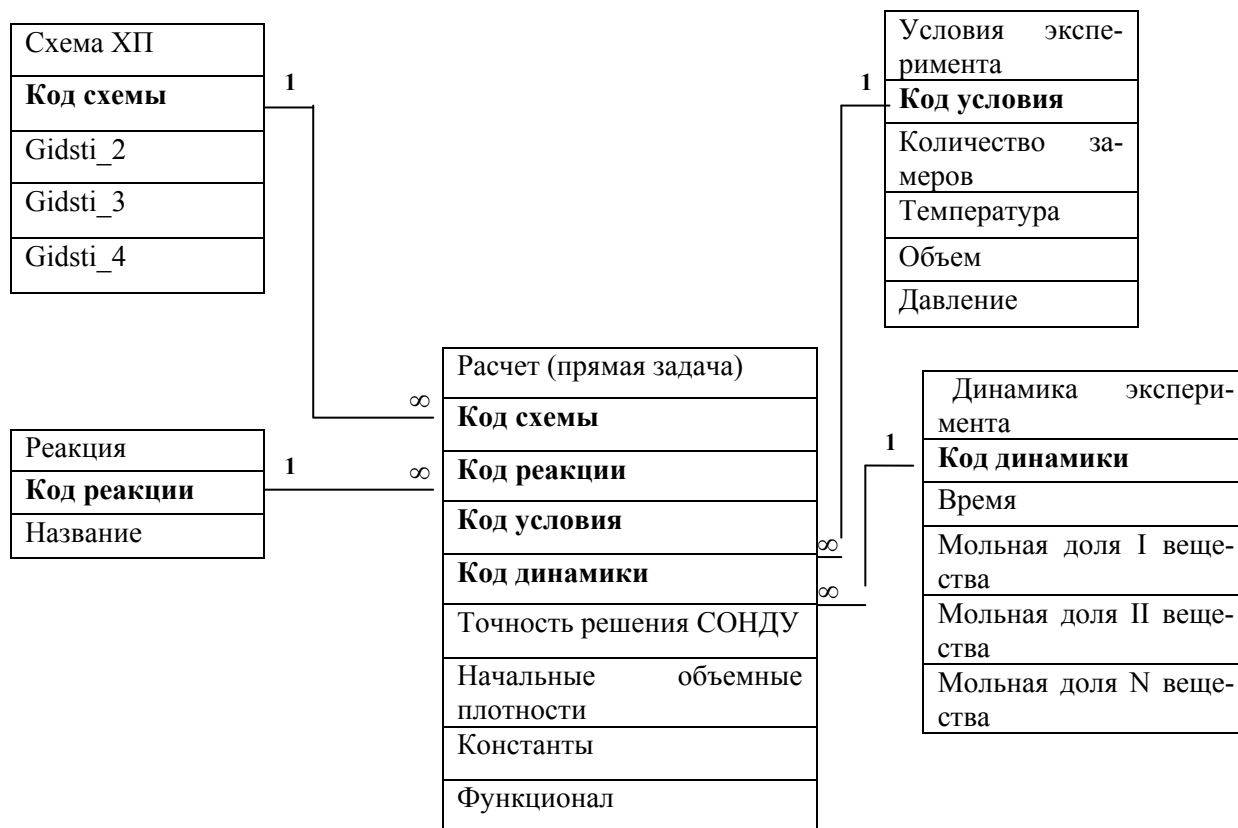 Схема ХП
Код схемы
Gidsti_2
Gidsti_3
Gidsti_4
1
Условия экспе-
римента
Код условия
Количество за-
меров
Температура
Объем
Давление
1
Реакция
Код реакции
Название
1
∞
∞
Расчет (прямая задача)
Код схемы
Код реакции
Код условия
Код динамики
Точность решения СОНДУ
Начальные объемные
плотности
Константы
Функционал
∞
∞
1
Динамика экспери-
мента
Код динамики
Время
Мольная доля I веще-
ства
Мольная доля II веще-
ства
Мольная доля N веще-
ства